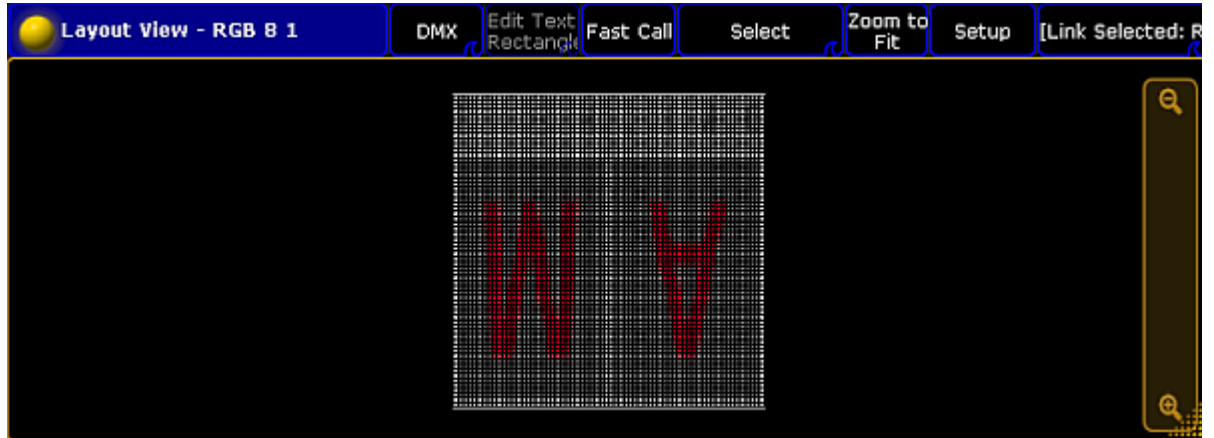 Layout View - RGB 8 1 DMX Edit Text Rectangle Fast Call Select Zoom to Fit Setup [Link Selected: R
W ∀